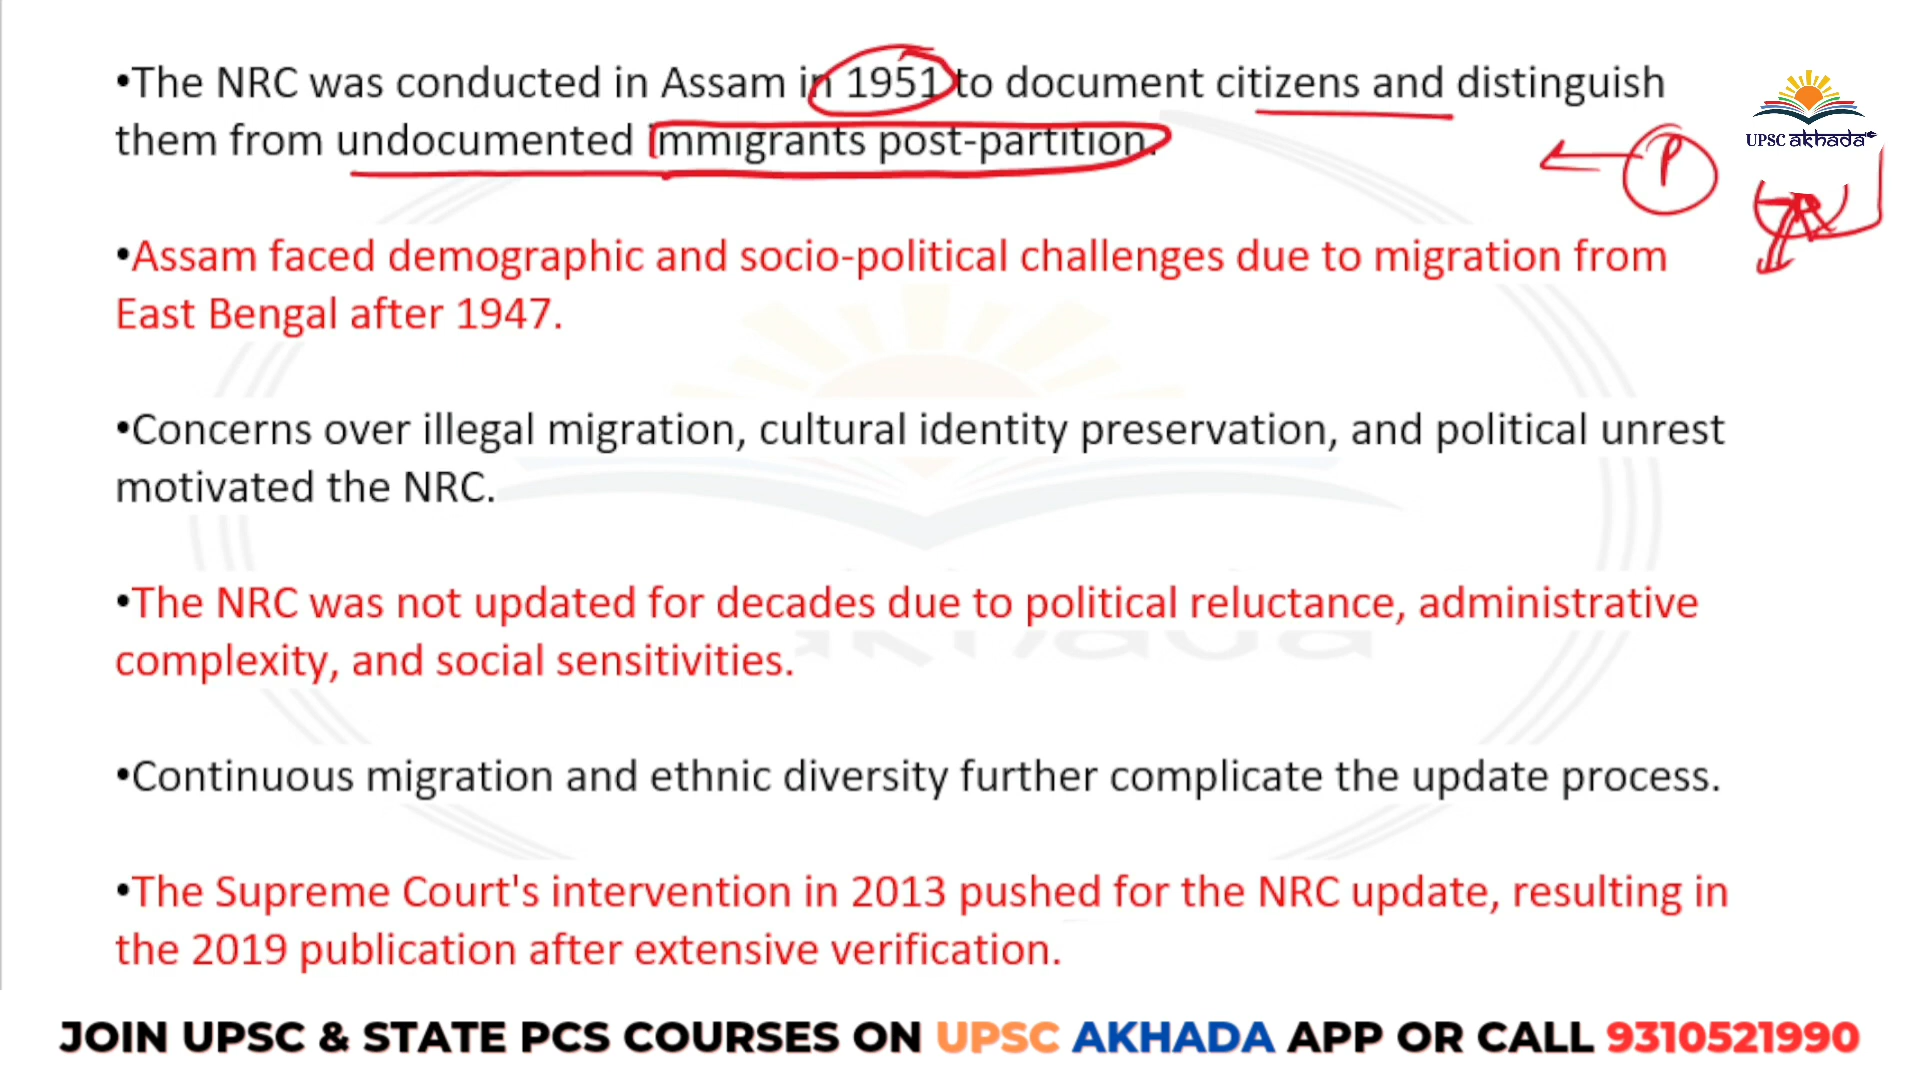 •The NRC was conducted in Assam in 1951 to document citizens and distinguish
them from undocumented immigrants post-partition.
UPSC akhada
P
•Assam faced demographic and socio-political challenges due to migration from
East Bengal after 1947.
•Concerns over illegal migration, cultural identity preservation, and political unrest
motivated the NRC.
•The NRC was not updated for decades due to political reluctance, administrative
complexity, and social sensitivities.
•Continuous migration and ethnic diversity further complicate the update process.
•The Supreme Court's intervention in 2013 pushed for the NRC update, resulting in
the 2019 publication after extensive verification.
JOIN UPSC & STATE PCS COURSES ON UPSC AKHADA APP OR CALL 9310521990